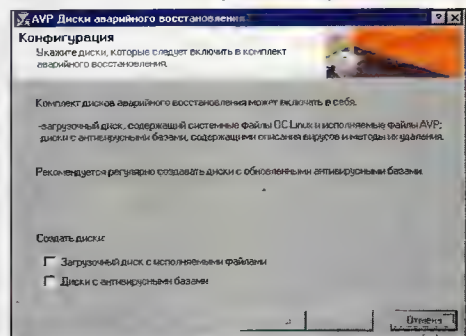 AVP Диски аварийного восстановления
Конфигурация
Укажите диски, которые следует включить в комплект
аварийного восстановления.
Комплект дисков аварийного восстановления может включать в себя.
-загрузочный диск, содержащий системные файлы ОС Linux и исполняемые файлы AVP;
диски с антивирусными базами, содержащими описания вирусов и методы их удаления.
Рекомендуется регулярно создавать диски с обновленными антивирусными базами.
Создать диски:
Загрузочный диск с исполняемыми файлами
Диски с антивирусными базами
Отмена